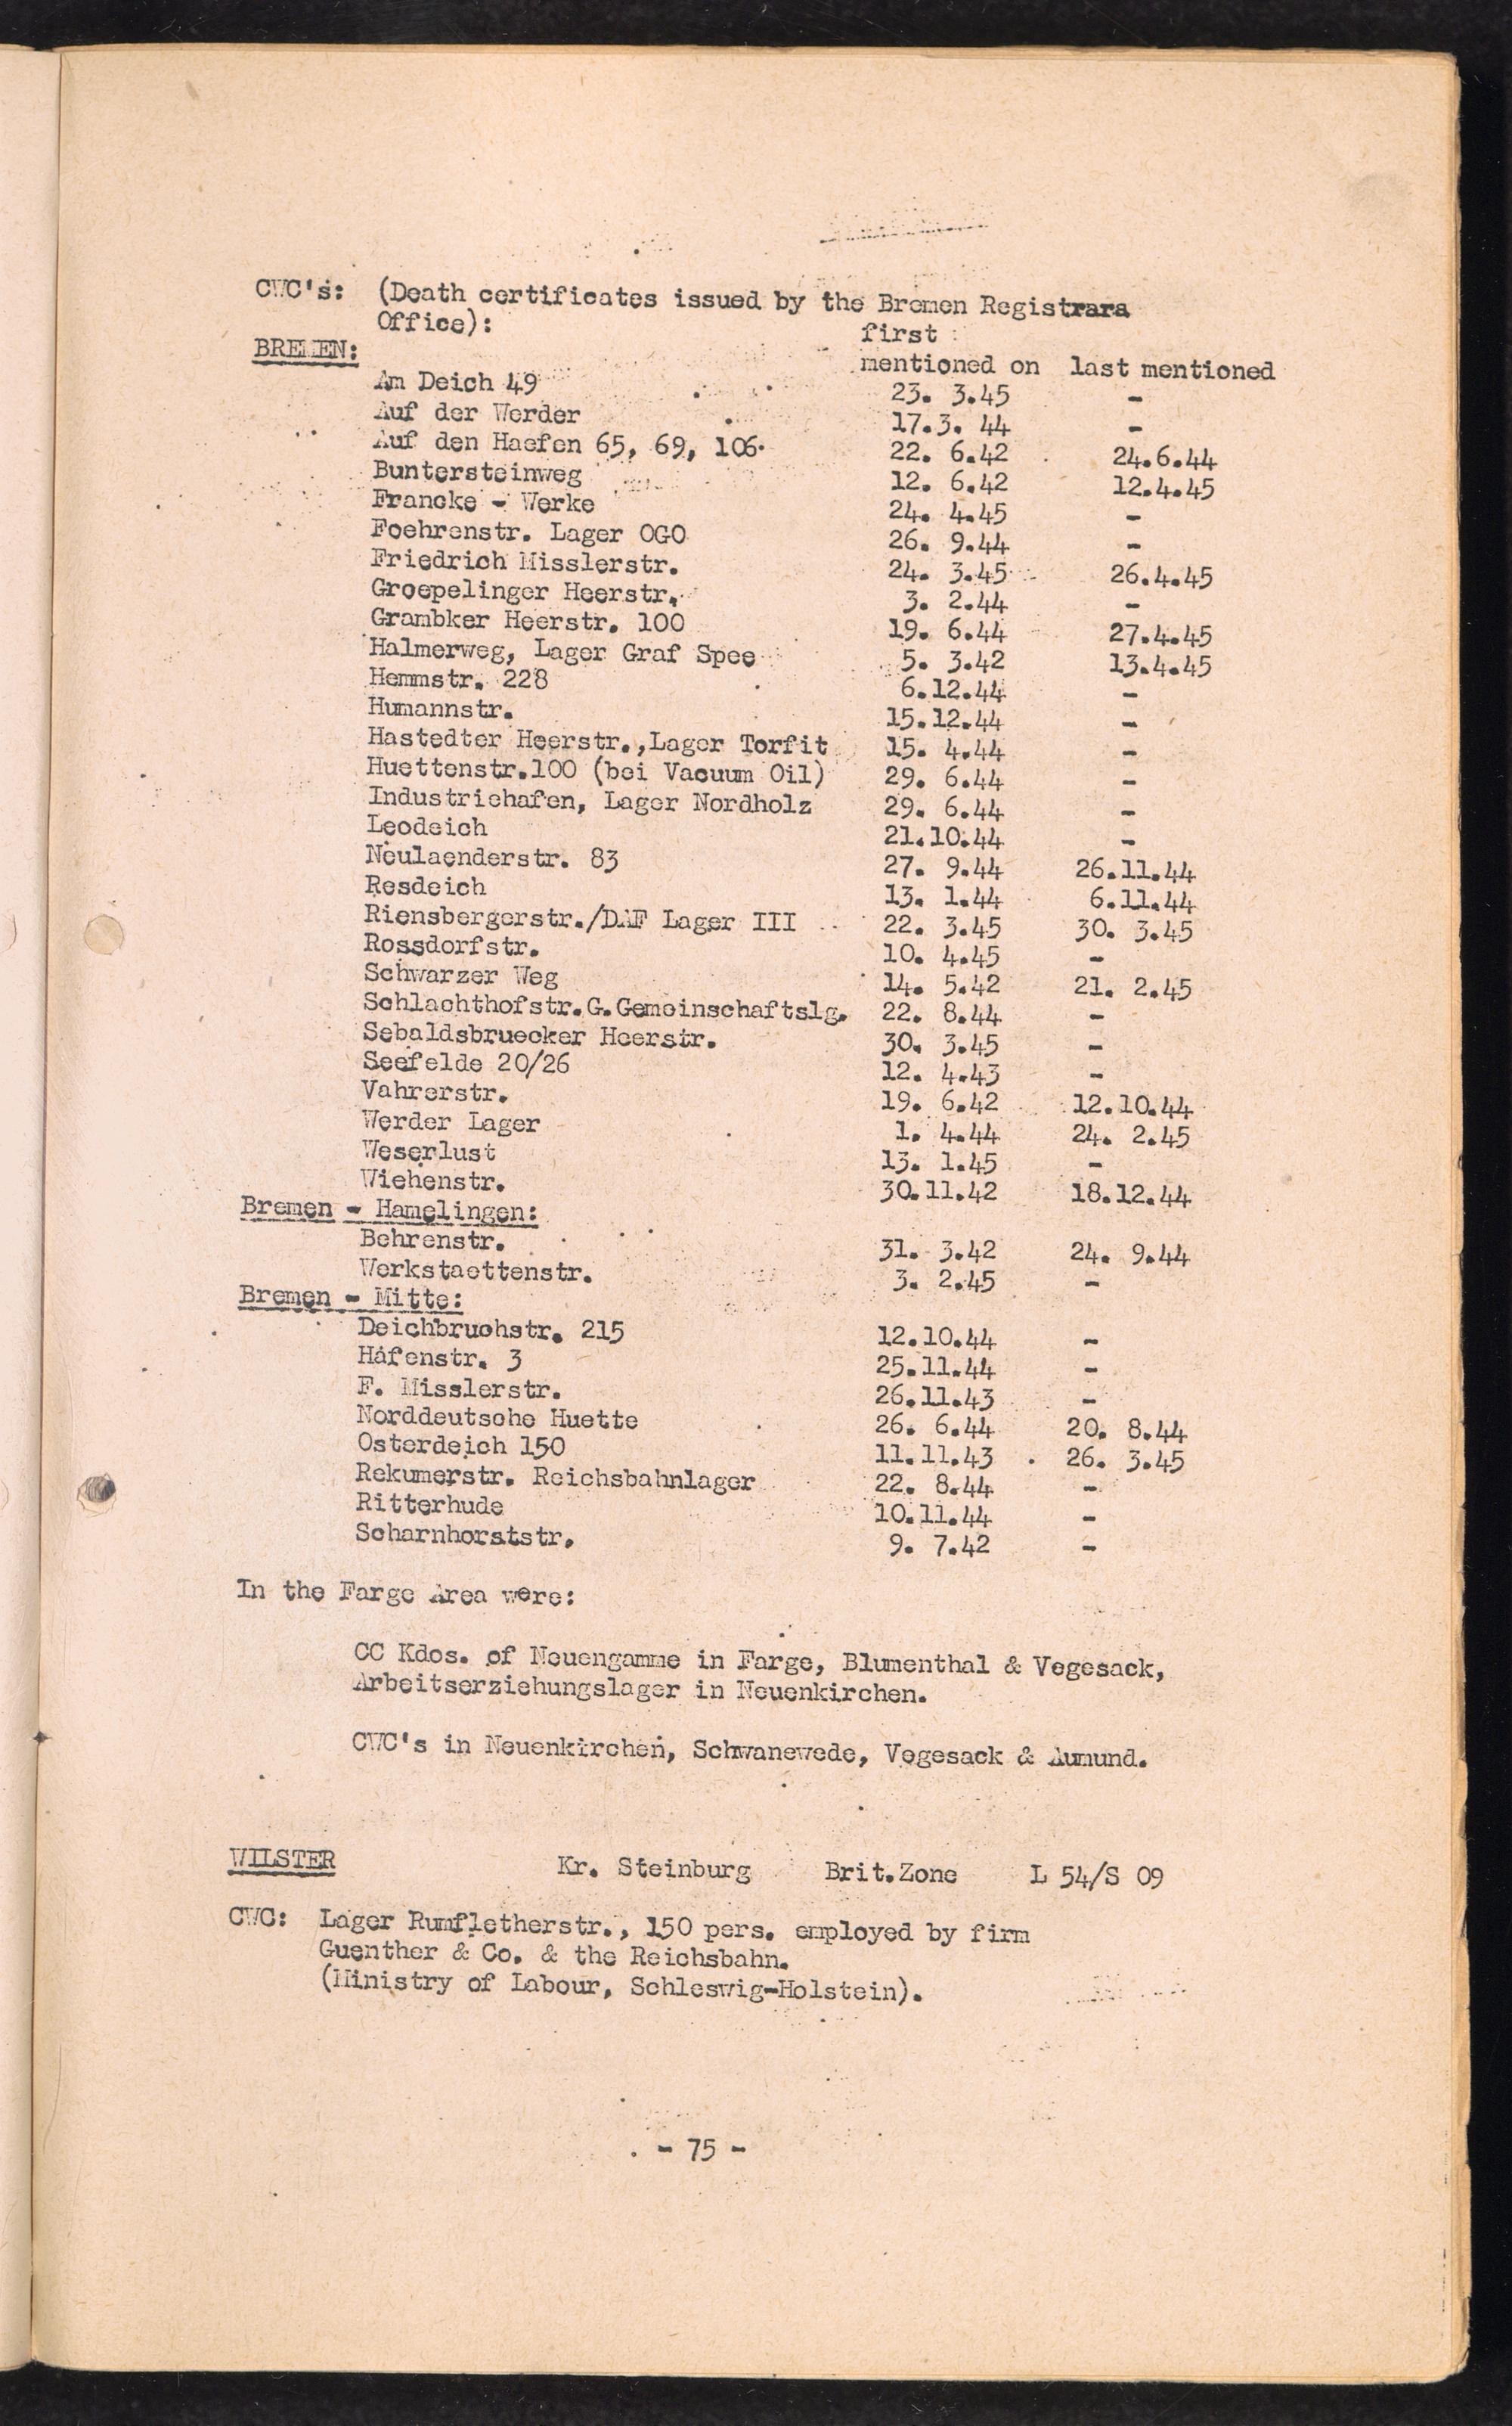 CWC's: (Death certificates issued by the Bremen Registrara
Office):
first
BREMEN: mentioned on last mentioned
Am Deich 49 23. 3.45 -
Auf der Werder 17.3. 44 -
Auf den Haefen 65, 69, 106. 22. 6.42 24.6.44
Buntersteinweg 12. 6.42 12.4.45
Francke - Werke 24. 4.45 -
Foehrenstr. Lager OGO 26. 9.44 -
Friedrich Misslerstr. 24. 3.45 26.4.45
Groepelinger Heerstr. 3. 2.44 -
Grambker Heerstr. 100 19. 6.44 27.4.45
Halmerweg, Lager Graf Spee 5. 3.42 13.4.45
Hemmstr. 228 6.12.44 -
Humannstr. 15.12.44 -
Hastedter Heerstr.,Lager Torfit 15. 4.44 -
Huettenstr.100 (bei Vacuum Oil) 29. 6.44 -
Industriehafen, Lager Nordholz 29. 6.44 -
Leodeich 21.10.44 -
Neulaenderstr. 83 27. 9.44 26.11.44
Resdeich 13. 1.44 6.11.44
Riensbergerstr./DAF Lager III 22. 3.45 30. 3.45
Rossdorfstr. 10. 4.45 -
Schwarzer Weg 14. 5.42 21. 2.45
Schlachthofstr.G.Gemeinschaftslg. 22. 8.44 -
Sebaldsbruecker Heerstr. 30. 3.45 -
Seefelde 20/26 12. 4.43 -
Vahrerstr. 19. 6.42 12.10.44
Werder Lager 1. 4.44 24. 2.45
Weserlust 13. 1.45 -
Wiehenstr. 30.11.42 18.12.44
Bremen - Hamelingen:
Behrenstr. 31. 3.42 24. 9.44
Werkstaettenstr. 3. 2.45 -
Bremen - Mitte:
Deichbruchstr. 215 12.10.44 -
Hafenstr. 3 25.11.44 -
F. Misslerstr. 26.11.43 -
Norddeutsche Huette 26. 6.44 20. 8.44
Osterdeich 150 11.11.43 26. 3.45
Rekumerstr. Reichsbahnlager 22. 8.44 -
Ritterhude 10.11.44 -
Scharnhorststr. 9. 7.42 -
In the Farge Area were:
CC Kdos. of Neuengamme in Farge, Blumenthal & Vegesack,
Arbeitserziehungslager in Neuenkirchen.
CWC's in Neuenkirchen, Schwanewede, Vegesack & Aumund.
WILSTER Kr. Steinburg Brit.Zone L 54/S 09
CWC: Lager Rumfletherstr., 150 pers. employed by firm
Guenther & Co. & the Reichsbahn.
(Ministry of Labour, Schleswig-Holstein).
- 75 -